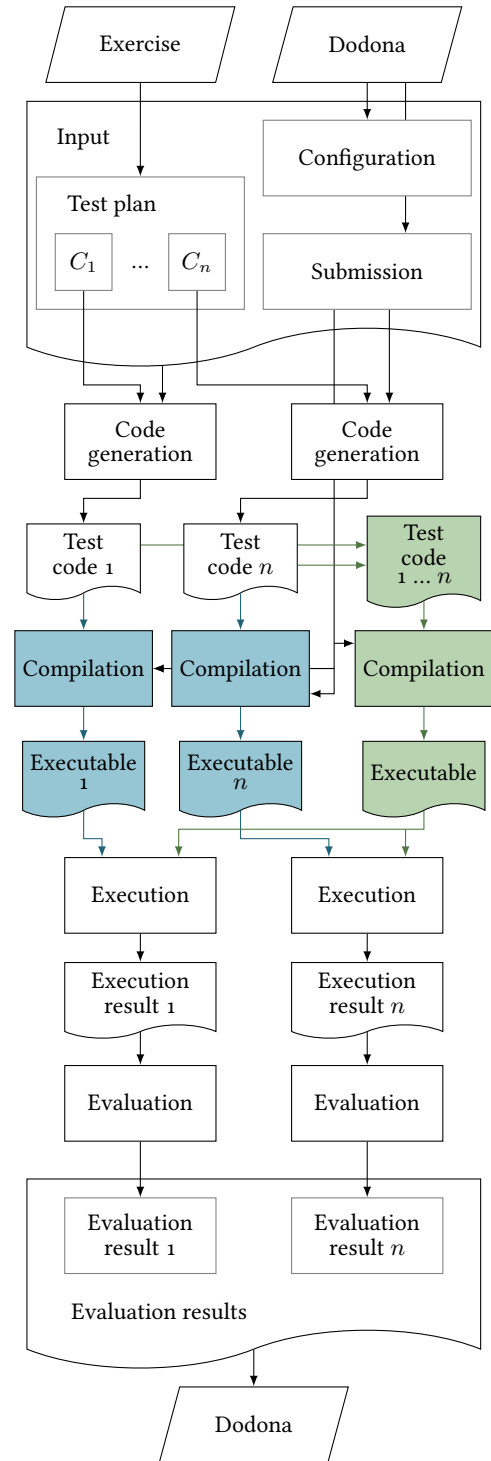 Exercise
Dodona
Input
Configuration
Test plan
C₁ ... Cₙ
Submission
Code
generation
Code
generation
Test
code 1
Test
code n
Test
code
1 ... n
Compilation
Compilation
Compilation
Executable
1
Executable
n
Executable
Execution
Execution
Execution
result 1
Execution
result n
Evaluation
Evaluation
Evaluation
result 1
Evaluation
result n
Evaluation results
Dodona